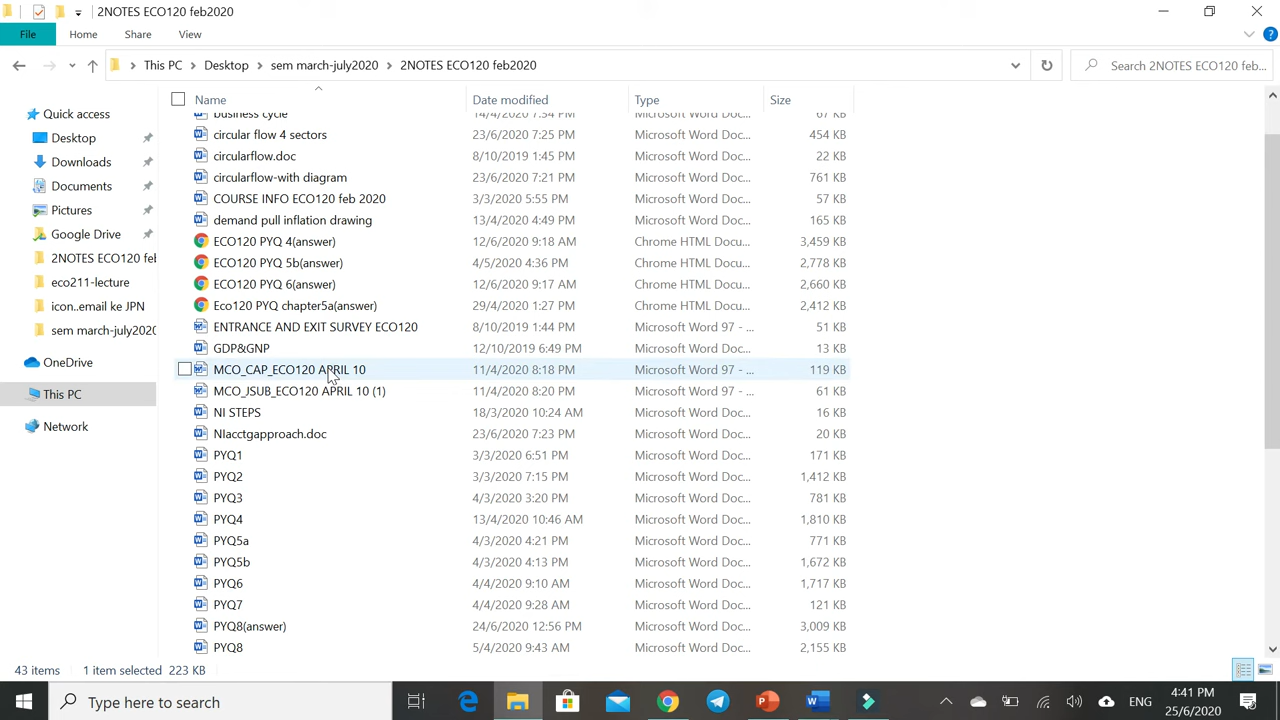 2NOTES ECO120 feb2020
File Home Share View
This PC Desktop sem march-july2020 2NOTES ECO120 feb2020 Search 2NOTES ECO120 feb...
Name Date modified Type Size
business cycle 14/4/2020 7:34 PM Microsoft Word Doc... 67 KB
circular flow 4 sectors 23/6/2020 7:25 PM Microsoft Word Doc... 454 KB
circularflow.doc 8/10/2019 1:45 PM Microsoft Word Doc... 22 KB
circularflow-with diagram 23/6/2020 7:21 PM Microsoft Word Doc... 761 KB
COURSE INFO ECO120 feb 2020 3/3/2020 5:55 PM Microsoft Word Doc... 57 KB
demand pull inflation drawing 13/4/2020 4:49 PM Microsoft Word Doc... 165 KB
ECO120 PYQ 4(answer) 12/6/2020 9:18 AM Chrome HTML Docu... 3,459 KB
ECO120 PYQ 5b(answer) 4/5/2020 4:36 PM Chrome HTML Docu... 2,778 KB
ECO120 PYQ 6(answer) 12/6/2020 9:17 AM Chrome HTML Docu... 2,660 KB
Eco120 PYQ chapter5a(answer) 29/4/2020 1:27 PM Chrome HTML Docu... 2,412 KB
ENTRANCE AND EXIT SURVEY ECO120 8/10/2019 1:44 PM Microsoft Word 97 - ... 51 KB
GDP&GNP 12/10/2019 6:49 PM Microsoft Word Doc... 13 KB
MCO_CAP_ECO120 APRIL 10 11/4/2020 8:18 PM Microsoft Word 97 - ... 119 KB
MCO_JSUB_ECO120 APRIL 10 (1) 11/4/2020 8:20 PM Microsoft Word 97 - ... 61 KB
NI STEPS 18/3/2020 10:24 AM Microsoft Word Doc... 16 KB
NIacctgapproach.doc 23/6/2020 7:23 PM Microsoft Word Doc... 20 KB
PYQ1 3/3/2020 6:51 PM Microsoft Word Doc... 171 KB
PYQ2 3/3/2020 7:15 PM Microsoft Word Doc... 1,412 KB
PYQ3 4/3/2020 3:20 PM Microsoft Word Doc... 781 KB
PYQ4 13/4/2020 10:46 AM Microsoft Word Doc... 1,810 KB
PYQ5a 4/3/2020 4:21 PM Microsoft Word Doc... 771 KB
PYQ5b 4/3/2020 4:13 PM Microsoft Word Doc... 1,672 KB
PYQ6 4/4/2020 9:10 AM Microsoft Word Doc... 1,717 KB
PYQ7 4/4/2020 9:28 AM Microsoft Word Doc... 121 KB
PYQ8(answer) 24/6/2020 12:56 PM Microsoft Word Doc... 3,009 KB
PYQ8 5/4/2020 9:43 AM Microsoft Word Doc... 2,155 KB
Quick access
Desktop
Downloads
Documents
Pictures
Google Drive
2NOTES ECO120 feb
eco211-lecture
icon..email ke JPN
sem march-july2020
OneDrive
This PC
Network
43 items 1 item selected 223 KB
Type here to search
ENG
4:41 PM
25/6/2020